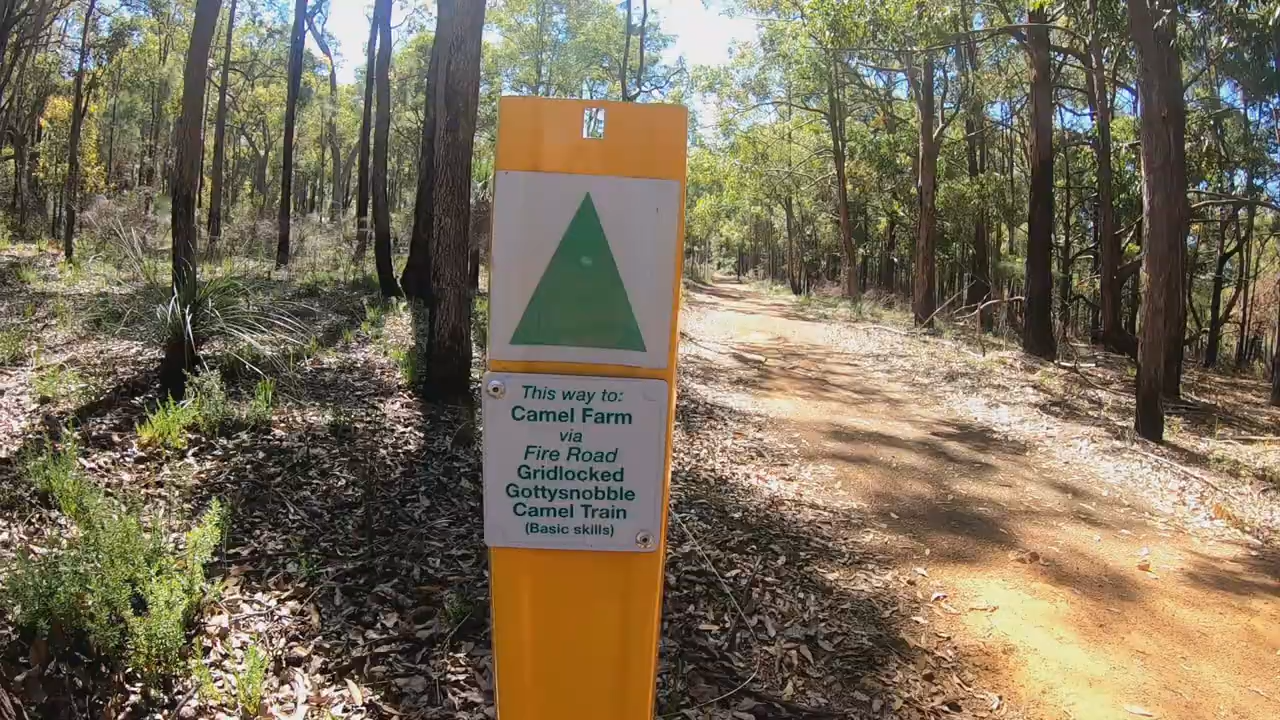 This way to:
Camel Farm
via
Fire Road
Gridlocked
Gottysnobble
Camel Train
(Basic skills)